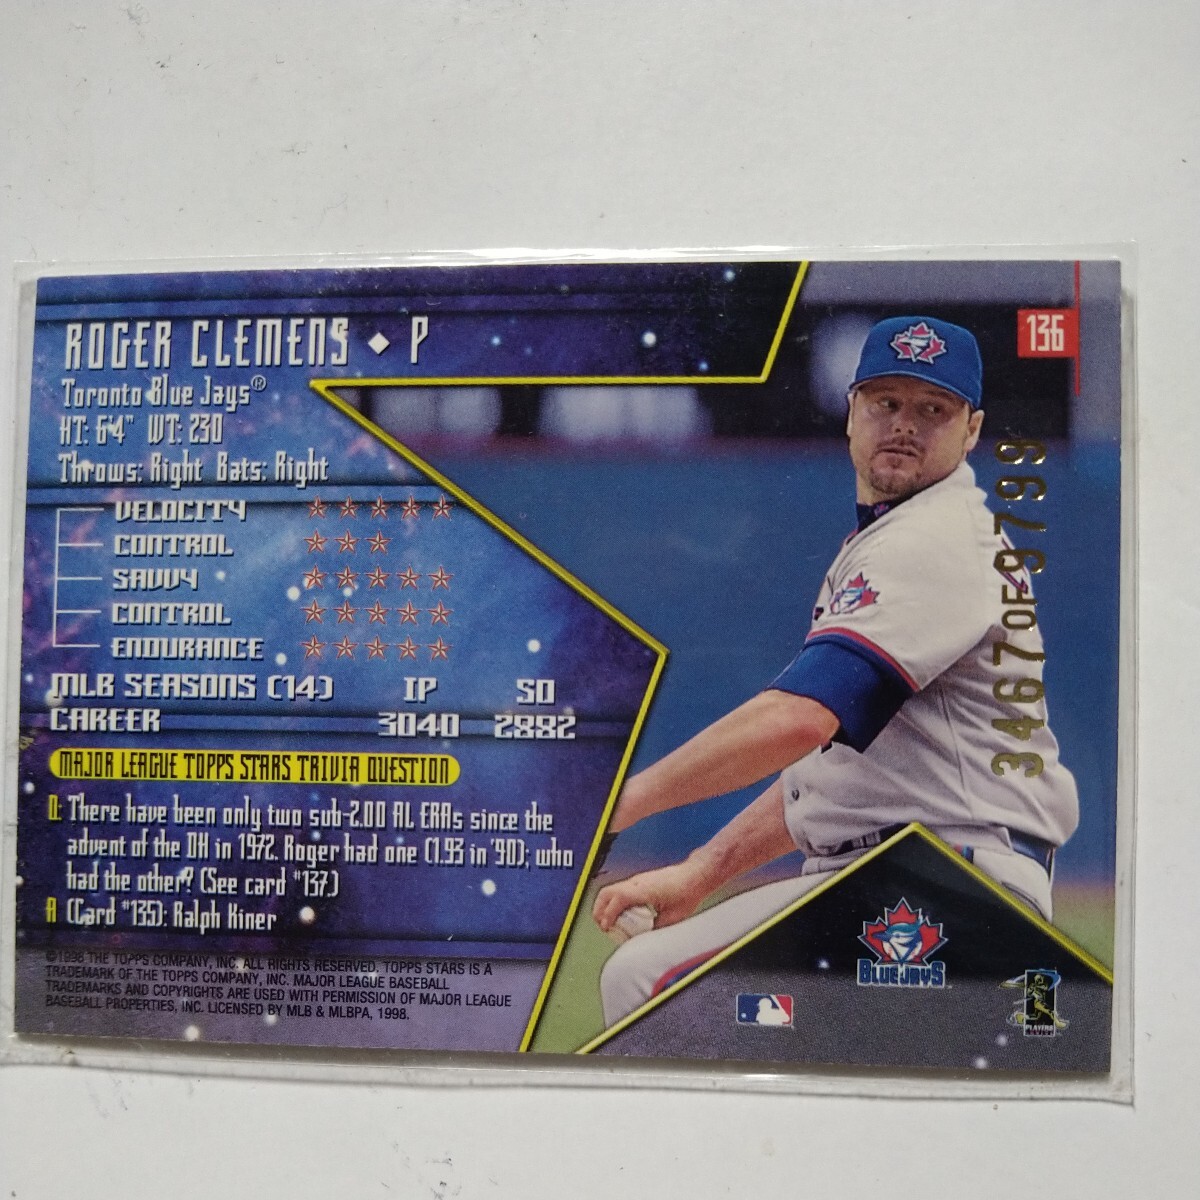 ROGER CLEMENS ◆ P
Toronto Blue Jays®
HT: 6'4" WT: 230
Throws: Right Bats: Right
VELOCITY
CONTROL
SAVVY
CONTROL
ENDURANCE
MLB SEASONS (14) IP SO
CAREER 3040 2882
MAJOR LEAGUE TOPPS STARS TRIVIA QUESTION
Q: There have been only two sub-2.00 AL ERAs since the
advent of the DH in 1972. Roger had one (1.93 in '90); who
had the other? (See card #137.)
A (Card #135): Ralph Kiner
©1998 THE TOPPS COMPANY, INC. ALL RIGHTS RESERVED. TOPPS STARS IS A
TRADEMARK OF THE TOPPS COMPANY, INC. MAJOR LEAGUE BASEBALL
TRADEMARKS AND COPYRIGHTS ARE USED WITH PERMISSION OF MAJOR LEAGUE
BASEBALL PROPERTIES, INC. LICENSED BY MLB & MLBPA, 1998.
136
3467 OF 9799
BLUE JAYS
PLAYERS